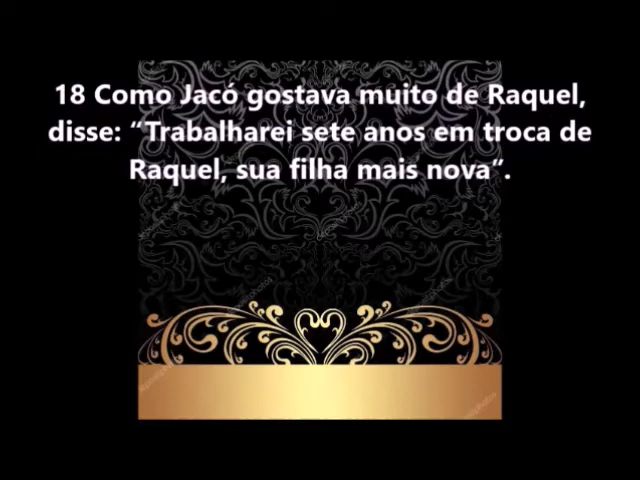 18 Como Jacó gostava muito de Raquel,
disse: “Trabalharei sete anos em troca de
Raquel, sua filha mais nova”.